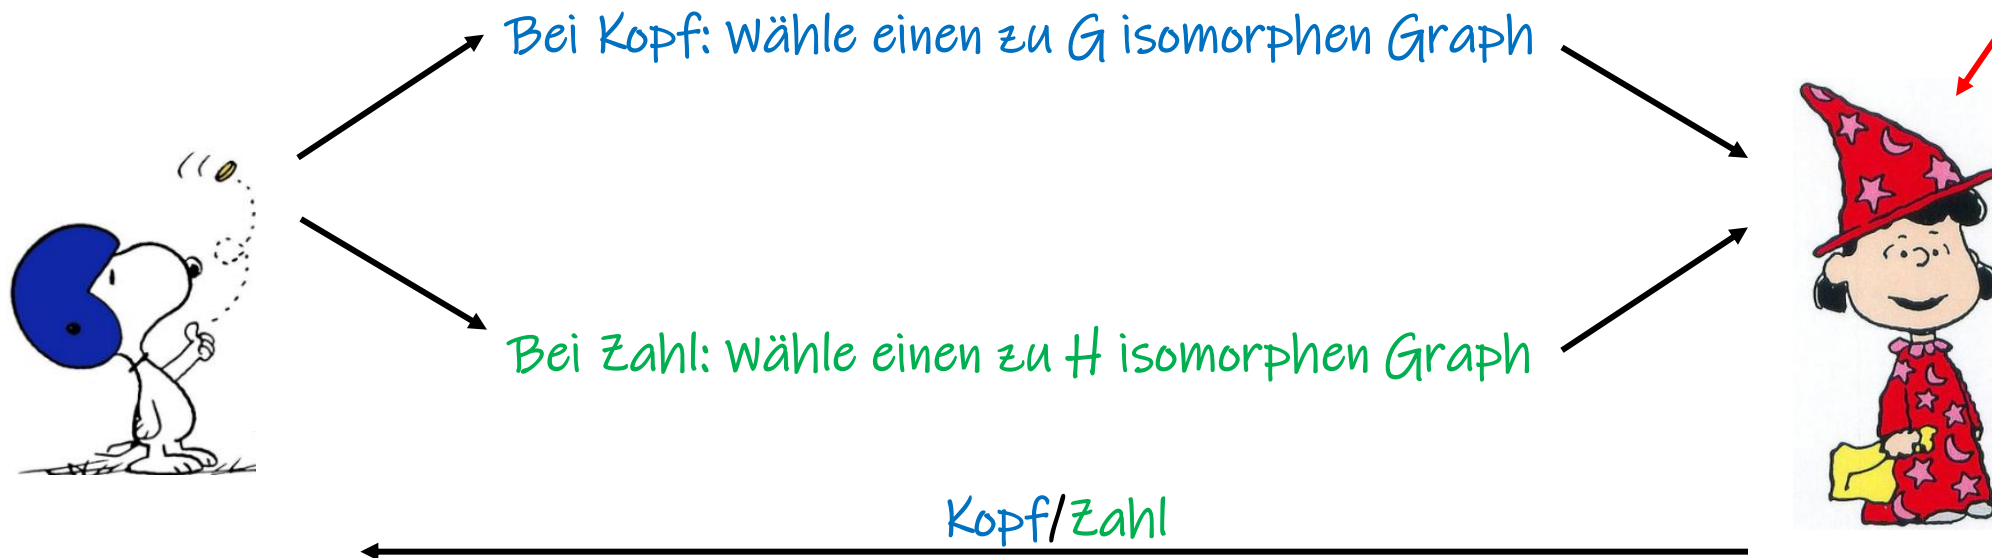 Bei Kopf: Wähle einen zu G isomorphen Graph
Bei Zahl: Wähle einen zu H isomorphen Graph
Kopf/Zahl